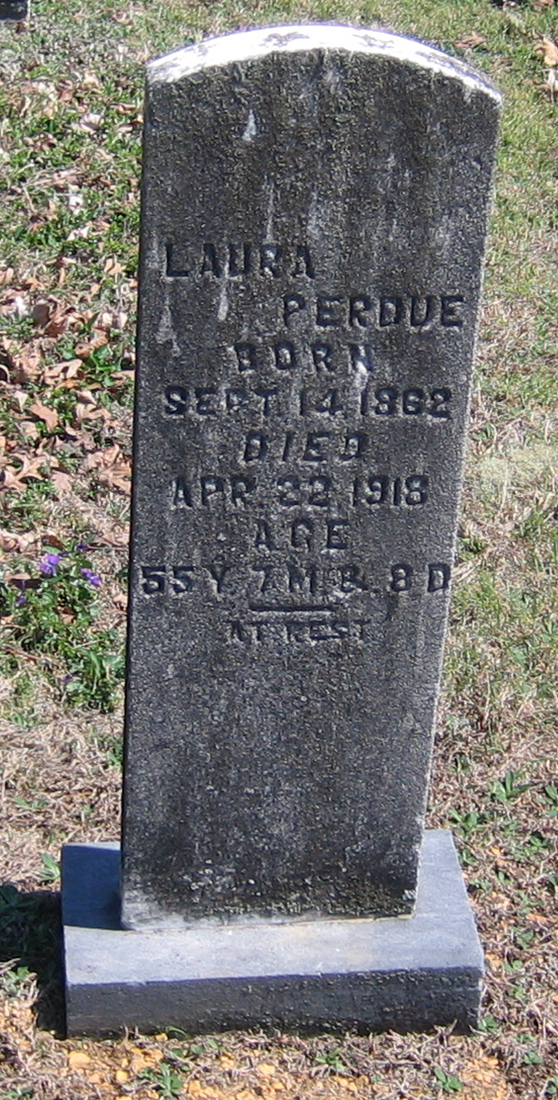 LAURA
PERDUE
BORN
SEPT. 14, 1862
DIED
APR. 22, 1918
AGE
55 Y. 7 M. & 8 D
AT REST